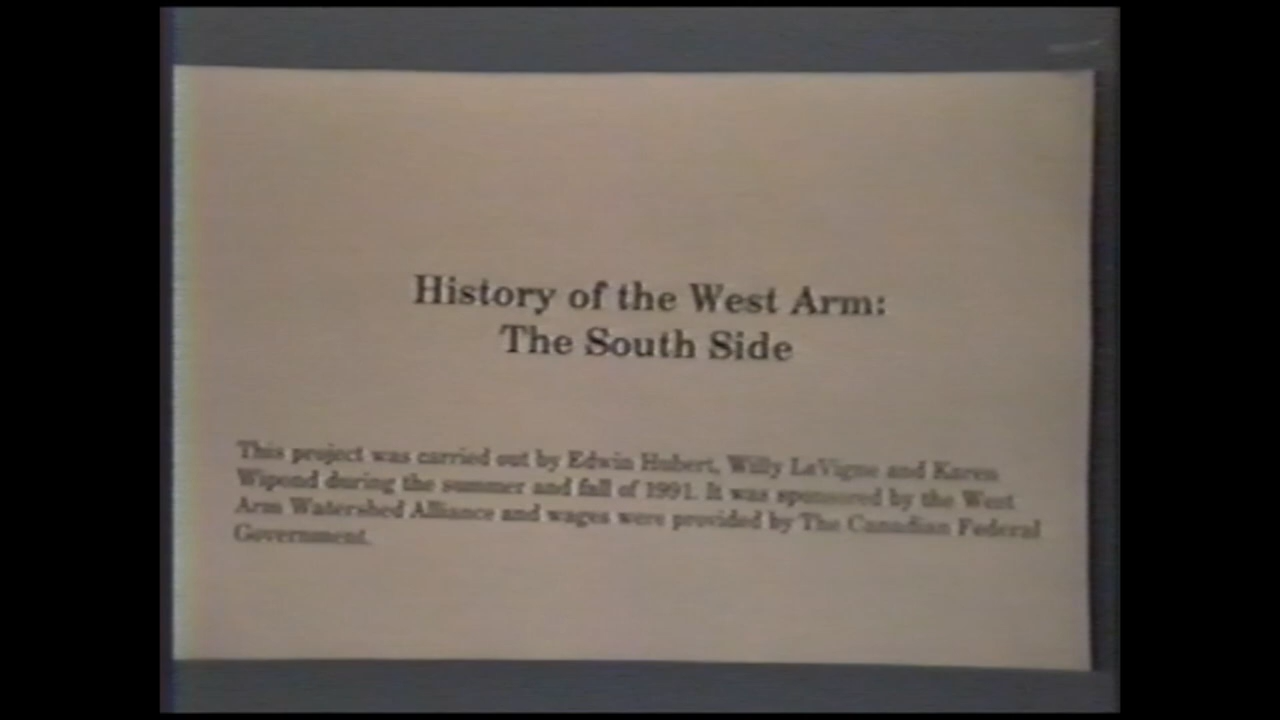 History of the West Arm:
The South Side
This project was carried out by Edwin Hubert, Willy LaVigne and Karen
Wipond during the summer and fall of 1991. It was sponsored by the West
Arm Watershed Alliance and wages were provided by The Canadian Federal
Government.